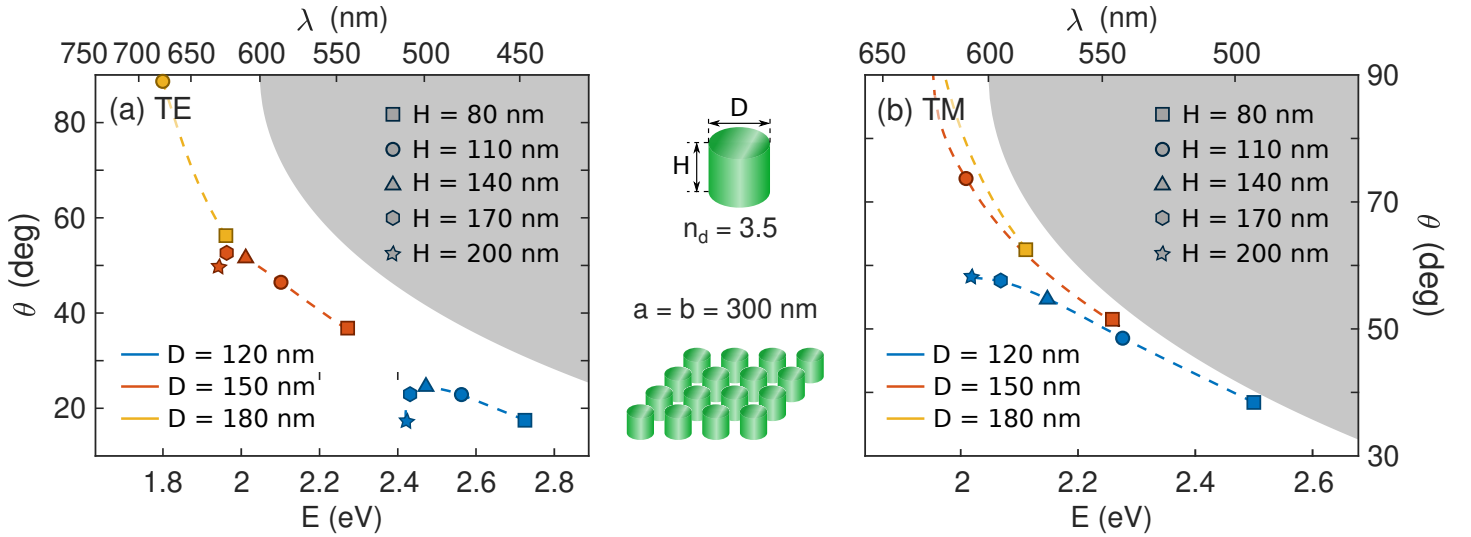 λ (nm)
750 700 650 600 550 500 450
(a) TE
H = 80 nm
H = 110 nm
H = 140 nm
H = 170 nm
H = 200 nm
80
60
40
20
θ (deg)
D = 120 nm
D = 150 nm
D = 180 nm
1.8 2 2.2 2.4 2.6 2.8
E (eV)
D
H
n_d = 3.5
a = b = 300 nm
λ (nm)
650 600 550 500
(b) TM
H = 80 nm
H = 110 nm
H = 140 nm
H = 170 nm
H = 200 nm
90
70
50
30
θ (deg)
D = 120 nm
D = 150 nm
D = 180 nm
2 2.2 2.4 2.6
E (eV)